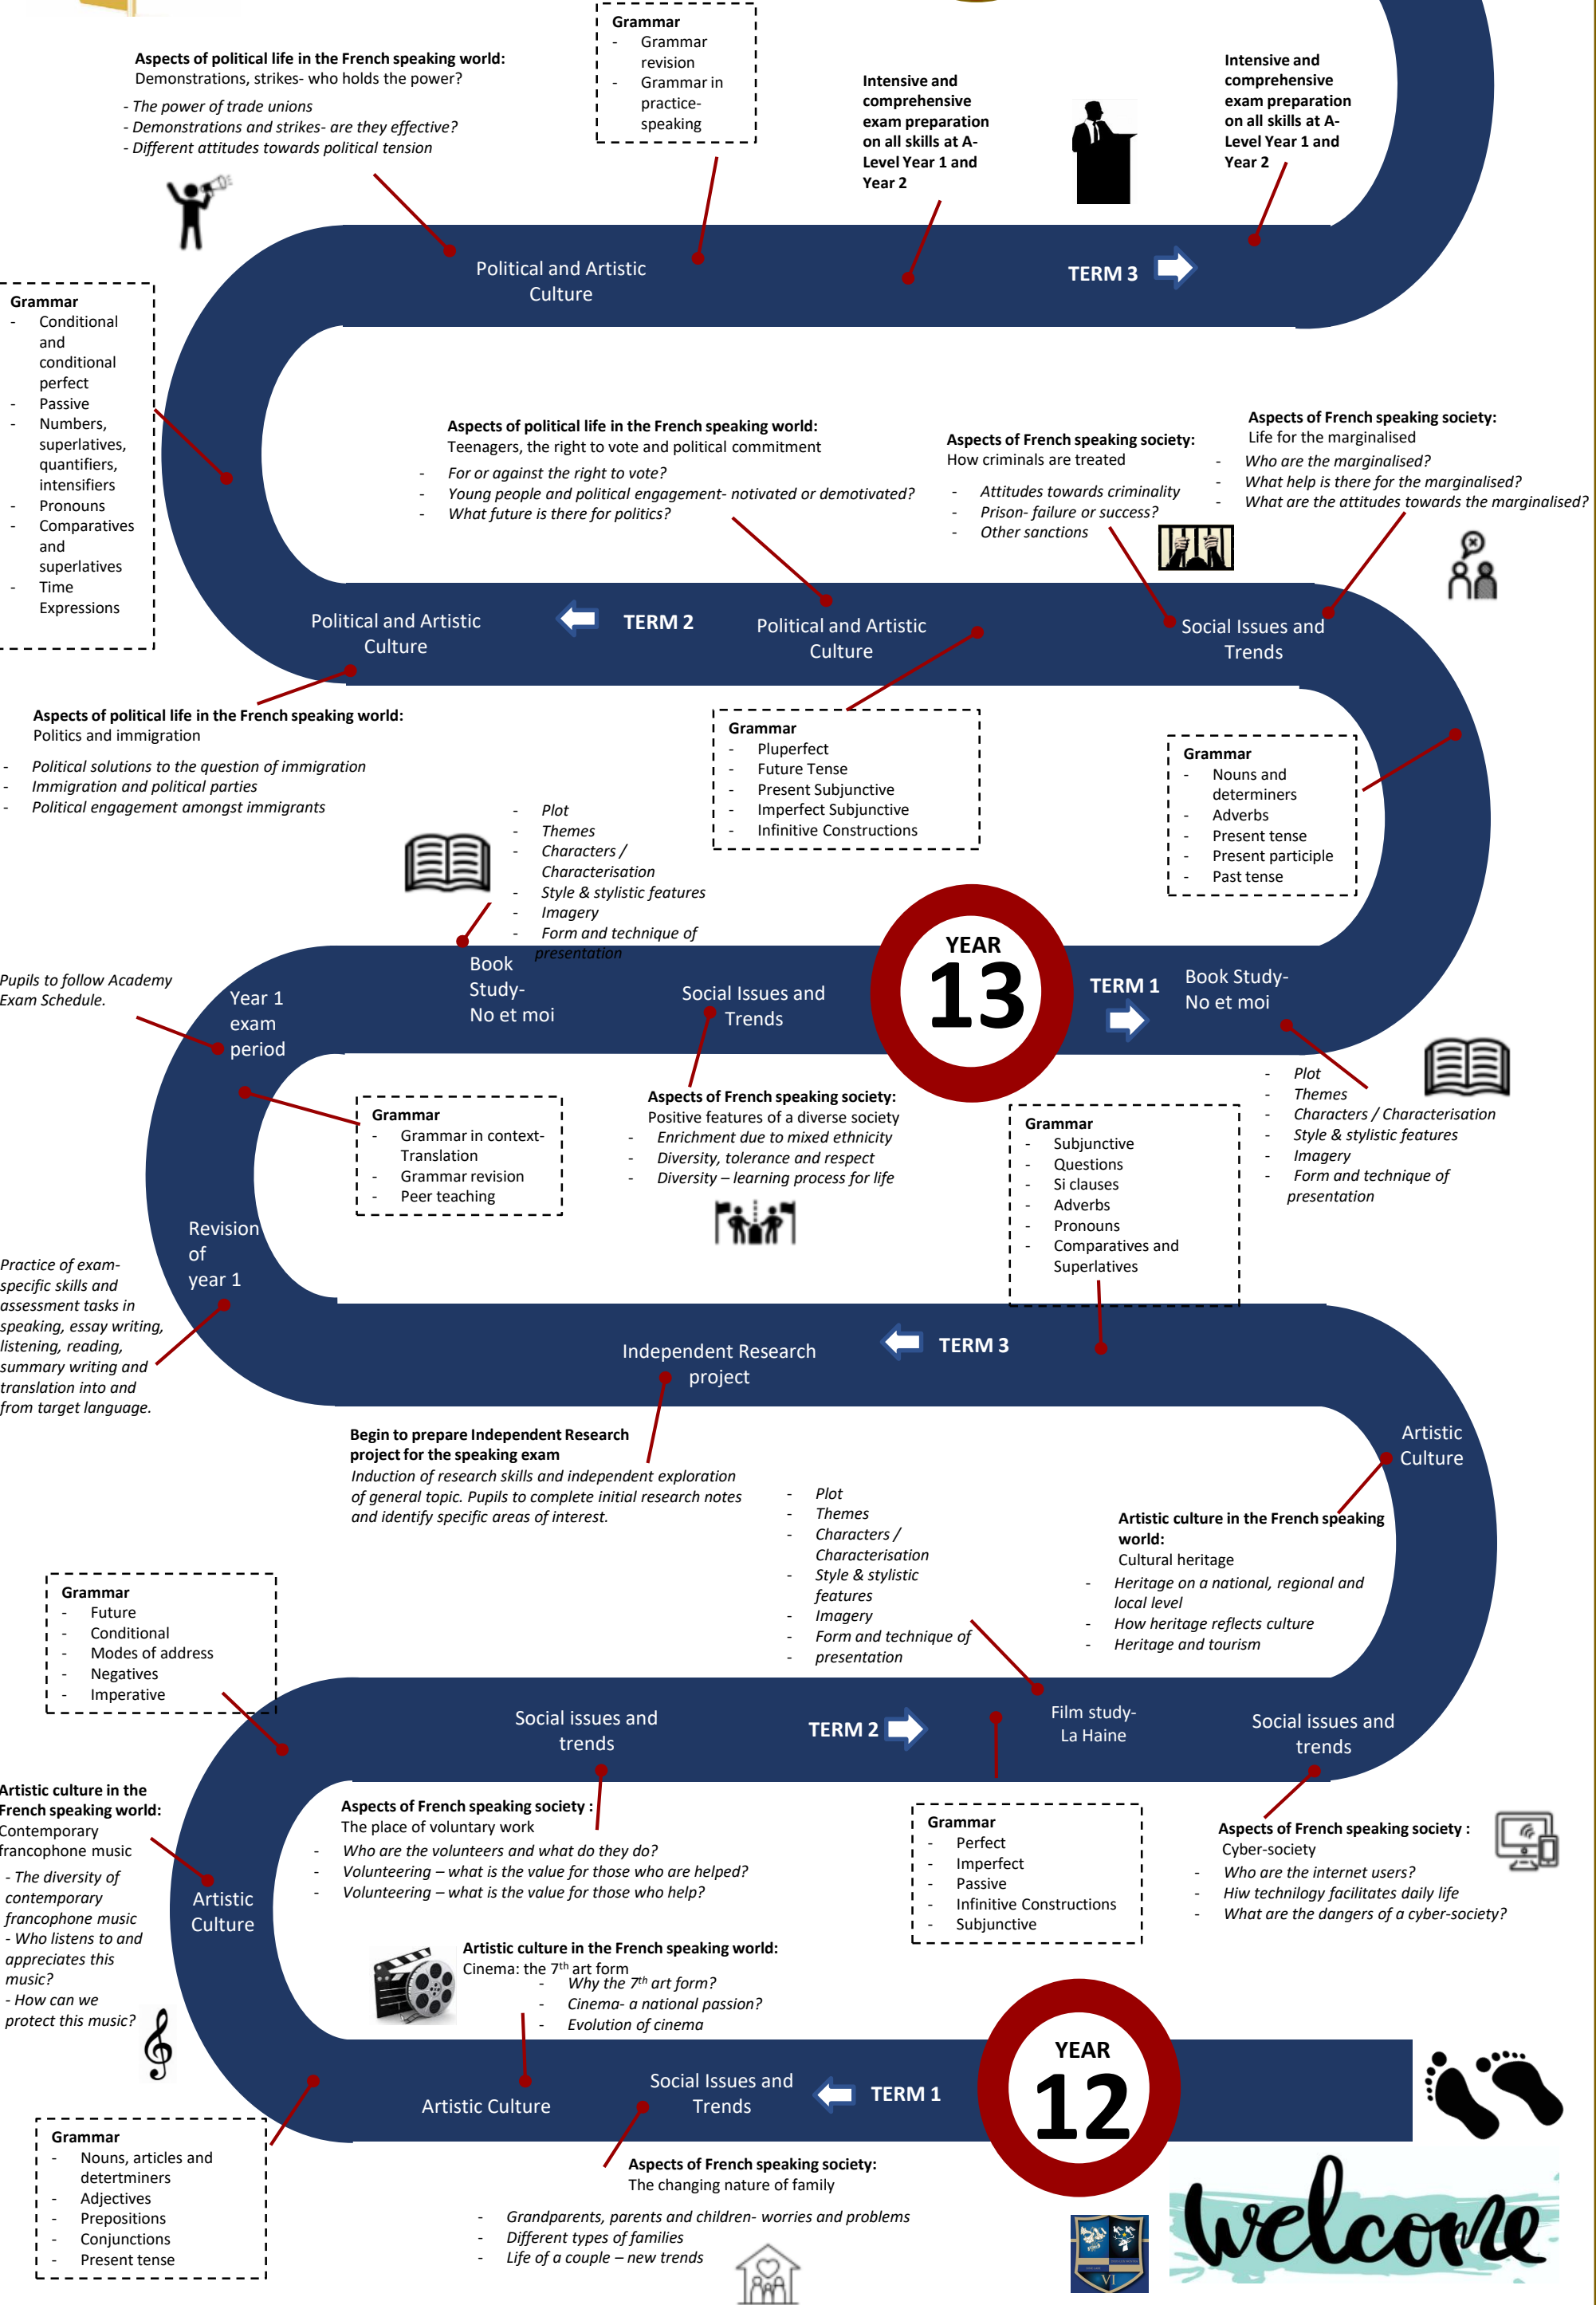 Grammar
- Grammar
revision
- Grammar in
practice-
speaking
Aspects of political life in the French speaking world:
Demonstrations, strikes- who holds the power?
- The power of trade unions
- Demonstrations and strikes- are they effective?
- Different attitudes towards political tension
Intensive and
comprehensive
exam preparation
on all skills at A-
Level Year 1 and
Year 2
Intensive and
comprehensive
exam preparation
on all skills at A-
Level Year 1 and
Year 2
Political and Artistic
Culture
TERM 3
Grammar
- Conditional
and
conditional
perfect
- Passive
- Numbers,
superlatives,
quantifiers,
intensifiers
- Pronouns
- Comparatives
and
superlatives
- Time
Expressions
Aspects of political life in the French speaking world:
Teenagers, the right to vote and political commitment
- For or against the right to vote?
- Young people and political engagement- notivated or demotivated?
- What future is there for politics?
Aspects of French speaking society:
How criminals are treated
- Attitudes towards criminality
- Prison- failure or success?
- Other sanctions
Aspects of French speaking society:
Life for the marginalised
- Who are the marginalised?
- What help is there for the marginalised?
- What are the attitudes towards the marginalised?
Political and Artistic
Culture
TERM 2
Political and Artistic
Culture
Social Issues and
Trends
Aspects of political life in the French speaking world:
Politics and immigration
- Political solutions to the question of immigration
- Immigration and political parties
- Political engagement amongst immigrants
Grammar
- Pluperfect
- Future Tense
- Present Subjunctive
- Imperfect Subjunctive
- Infinitive Constructions
Grammar
- Nouns and
determiners
- Adverbs
- Present tense
- Present participle
- Past tense
- Plot
- Themes
- Characters /
Characterisation
- Style & stylistic features
- Imagery
- Form and technique of
presentation
Pupils to follow Academy
Exam Schedule.
Year 1
exam
period
Book
Study-
No et moi
Social Issues and
Trends
YEAR
13
TERM 1
Book Study-
No et moi
Grammar
- Grammar in context-
Translation
- Grammar revision
- Peer teaching
Aspects of French speaking society:
Positive features of a diverse society
- Enrichment due to mixed ethnicity
- Diversity, tolerance and respect
- Diversity – learning process for life
Grammar
- Subjunctive
- Questions
- Si clauses
- Adverbs
- Pronouns
- Comparatives and
Superlatives
- Plot
- Themes
- Characters / Characterisation
- Style & stylistic features
- Imagery
- Form and technique of
presentation
Revision
of
year 1
Practice of exam-
specific skills and
assessment tasks in
speaking, essay writing,
listening, reading,
summary writing and
translation into and
from target language.
Independent Research
project
TERM 3
Begin to prepare Independent Research
project for the speaking exam
Induction of research skills and independent exploration
of general topic. Pupils to complete initial research notes
and identify specific areas of interest.
Artistic
Culture
- Plot
- Themes
- Characters /
Characterisation
- Style & stylistic
features
- Imagery
- Form and technique of
- presentation
Artistic culture in the French speaking
world:
Cultural heritage
- Heritage on a national, regional and
local level
- How heritage reflects culture
- Heritage and tourism
Grammar
- Future
- Conditional
- Modes of address
- Negatives
- Imperative
Social issues and
trends
TERM 2
Film study-
La Haine
Social issues and
trends
Artistic culture in the
French speaking world:
Contemporary
francophone music
- The diversity of
contemporary
francophone music
- Who listens to and
appreciates this
music?
- How can we
protect this music?
Artistic
Culture
Aspects of French speaking society :
The place of voluntary work
- Who are the volunteers and what do they do?
- Volunteering – what is the value for those who are helped?
- Volunteering – what is the value for those who help?
Grammar
- Perfect
- Imperfect
- Passive
- Infinitive Constructions
- Subjunctive
Aspects of French speaking society :
Cyber-society
- Who are the internet users?
- Hiw technilogy facilitates daily life
- What are the dangers of a cyber-society?
Artistic culture in the French speaking world:
Cinema: the 7th art form
- Why the 7th art form?
- Cinema- a national passion?
- Evolution of cinema
Artistic Culture
Social Issues and
Trends
TERM 1
YEAR
12
Grammar
- Nouns, articles and
detertminers
- Adjectives
- Prepositions
- Conjunctions
- Present tense
Aspects of French speaking society:
The changing nature of family
- Grandparents, parents and children- worries and problems
- Different types of families
- Life of a couple – new trends
VI
welcome